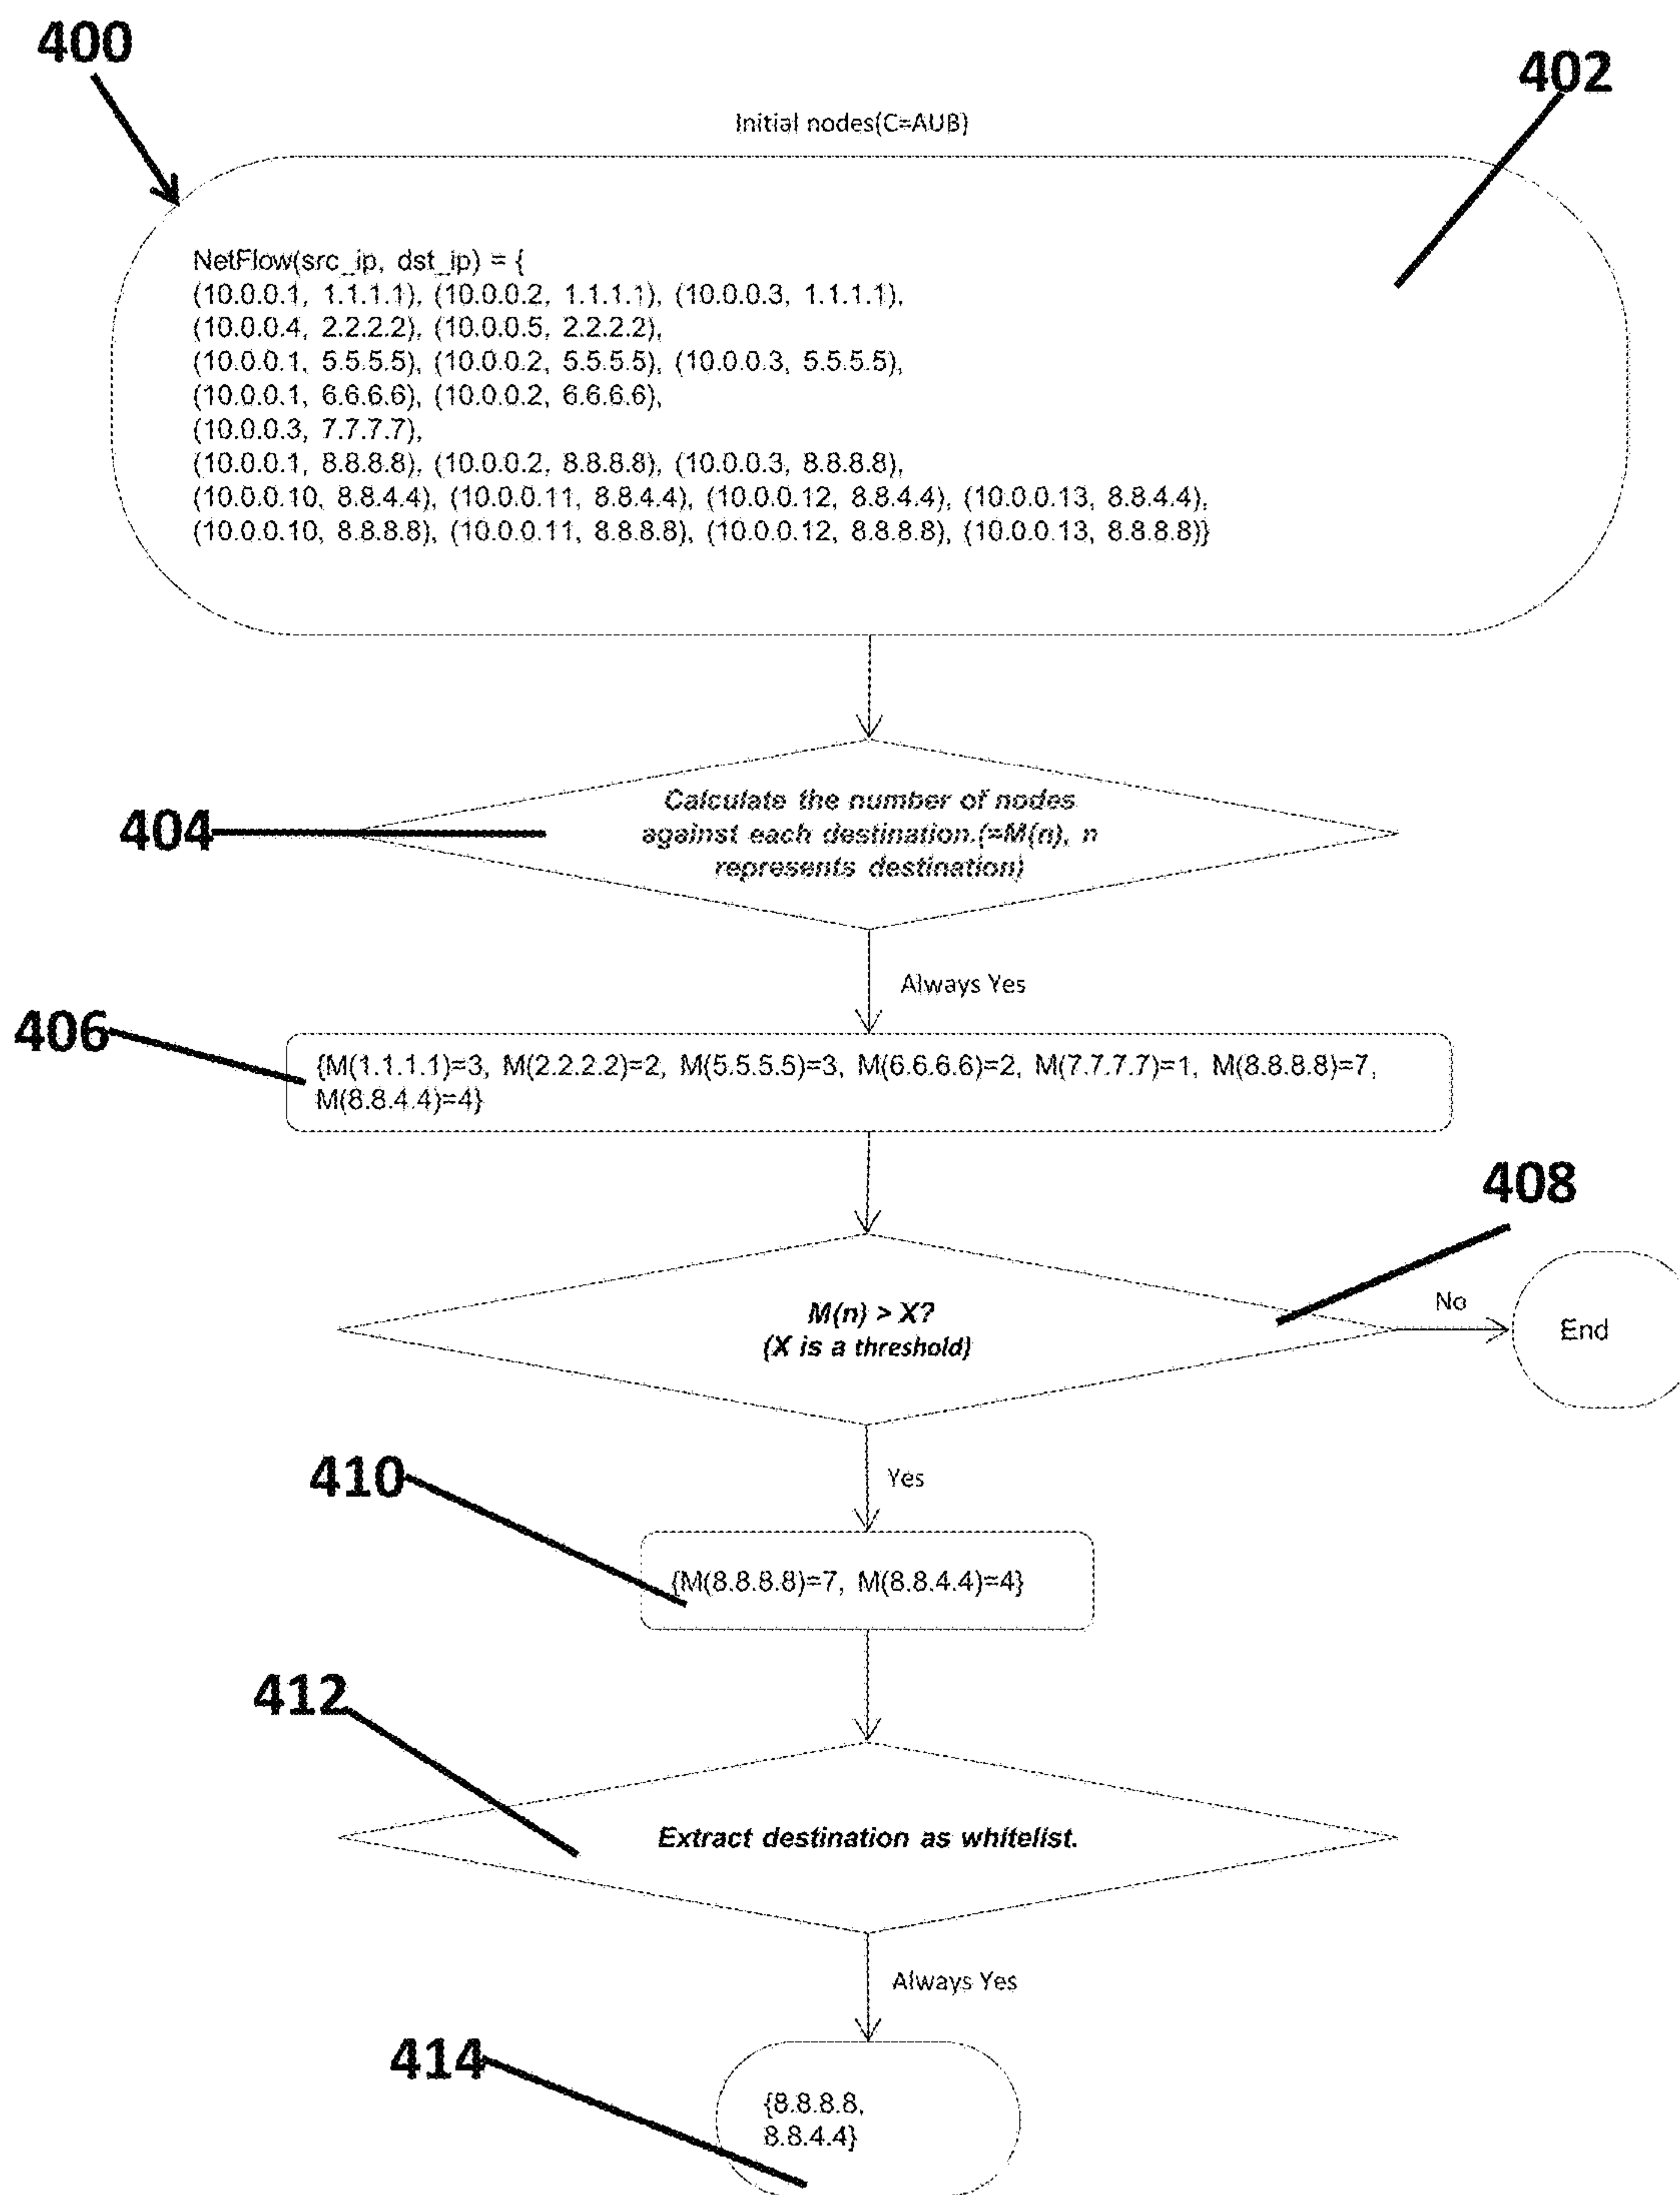 400
402
Initial nodes(C=AUB)
NetFlow(src_ip, dst_ip) = {
(10.0.0.1, 1.1.1.1), (10.0.0.2, 1.1.1.1), (10.0.0.3, 1.1.1.1),
(10.0.0.4, 2.2.2.2), (10.0.0.5, 2.2.2.2),
(10.0.0.1, 5.5.5.5), (10.0.0.2, 5.5.5.5), (10.0.0.3, 5.5.5.5),
(10.0.0.1, 6.6.6.6), (10.0.0.2, 6.6.6.6),
(10.0.0.3, 7.7.7.7),
(10.0.0.1, 8.8.8.8), (10.0.0.2, 8.8.8.8), (10.0.0.3, 8.8.8.8),
(10.0.0.10, 8.8.4.4), (10.0.0.11, 8.8.4.4), (10.0.0.12, 8.8.4.4), (10.0.0.13, 8.8.4.4),
(10.0.0.10, 8.8.8.8), (10.0.0.11, 8.8.8.8), (10.0.0.12, 8.8.8.8), (10.0.0.13, 8.8.8.8)}
404
Calculate the number of nodes
against each destination.(=M(n), n
represents destination)
Always Yes
406
{M(1.1.1.1)=3, M(2.2.2.2)=2, M(5.5.5.5)=3, M(6.6.6.6)=2, M(7.7.7.7)=1, M(8.8.8.8)=7,
M(8.8.4.4)=4}
408
M(n) > X?
(X is a threshold)
No
End
Yes
410
{M(8.8.8.8)=7, M(8.8.4.4)=4}
412
Extract destination as whitelist.
Always Yes
414
{8.8.8.8,
8.8.4.4}